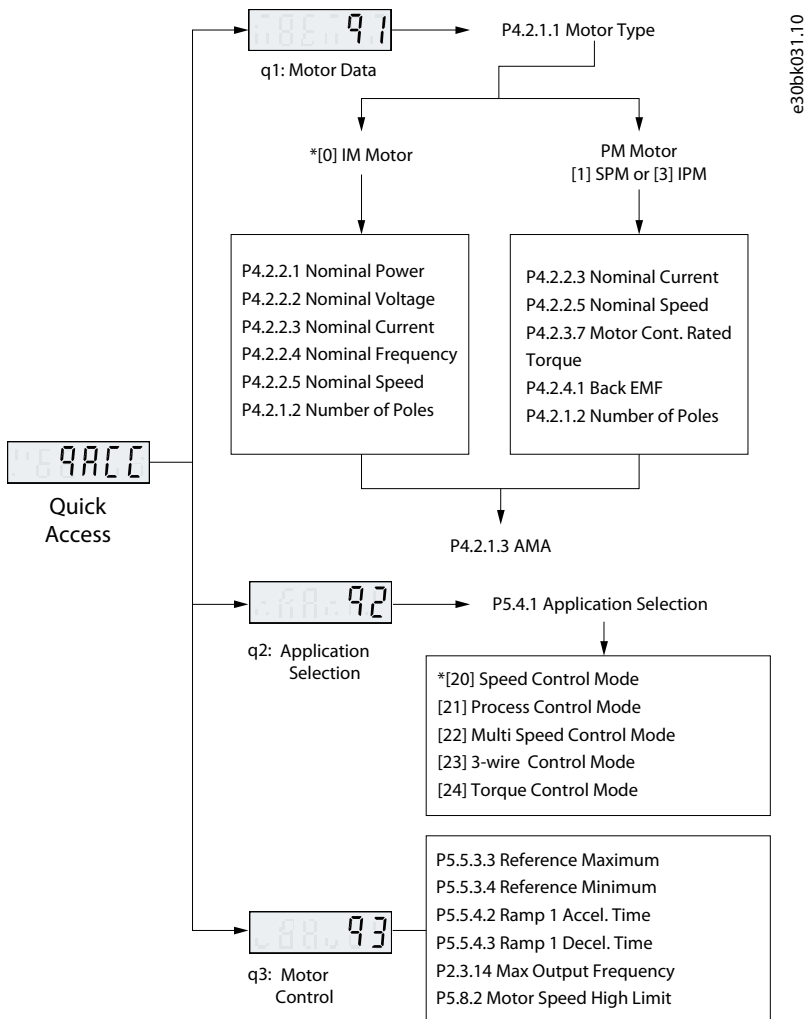 e30bk031.10
q1
P4.2.1.1 Motor Type
q1: Motor Data
*[0] IM Motor
PM Motor
[1] SPM or [3] IPM
P4.2.2.1 Nominal Power
P4.2.2.2 Nominal Voltage
P4.2.2.3 Nominal Current
P4.2.2.4 Nominal Frequency
P4.2.2.5 Nominal Speed
P4.2.1.2 Number of Poles
P4.2.2.3 Nominal Current
P4.2.2.5 Nominal Speed
P4.2.3.7 Motor Cont. Rated
Torque
P4.2.4.1 Back EMF
P4.2.1.2 Number of Poles
qACC
Quick
Access
P4.2.1.3 AMA
q2
P5.4.1 Application Selection
q2: Application
Selection
*[20] Speed Control Mode
[21] Process Control Mode
[22] Multi Speed Control Mode
[23] 3-wire Control Mode
[24] Torque Control Mode
q3
q3: Motor
Control
P5.5.3.3 Reference Maximum
P5.5.3.4 Reference Minimum
P5.5.4.2 Ramp 1 Accel. Time
P5.5.4.3 Ramp 1 Decel. Time
P2.3.14 Max Output Frequency
P5.8.2 Motor Speed High Limit